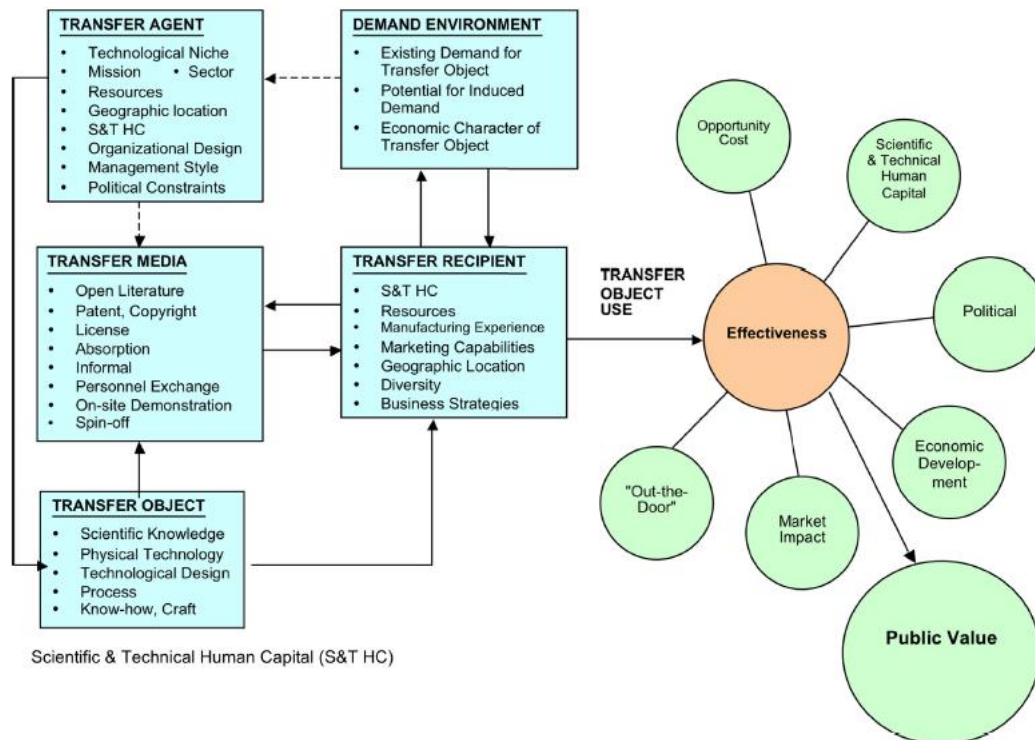 TRANSFER AGENT
• Technological Niche
• Mission • Sector
• Resources
• Geographic location
• S&T HC
• Organizational Design
• Management Style
• Political Constraints
DEMAND ENVIRONMENT
• Existing Demand for
Transfer Object
• Potential for Induced
Demand
• Economic Character of
Transfer Object
TRANSFER MEDIA
• Open Literature
• Patent, Copyright
• License
• Absorption
• Informal
• Personnel Exchange
• On-site Demonstration
• Spin-off
TRANSFER RECIPIENT
• S&T HC
• Resources
• Manufacturing Experience
• Marketing Capabilities
• Geographic Location
• Diversity
• Business Strategies
TRANSFER OBJECT
• Scientific Knowledge
• Physical Technology
• Technological Design
• Process
• Know-how, Craft
Scientific & Technical Human Capital (S&T HC)
TRANSFER
OBJECT
USE
Effectiveness
Opportunity
Cost
Scientific
& Technical
Human
Capital
Political
Economic
Develop-
ment
Market
Impact
"Out-the-
Door"
Public Value